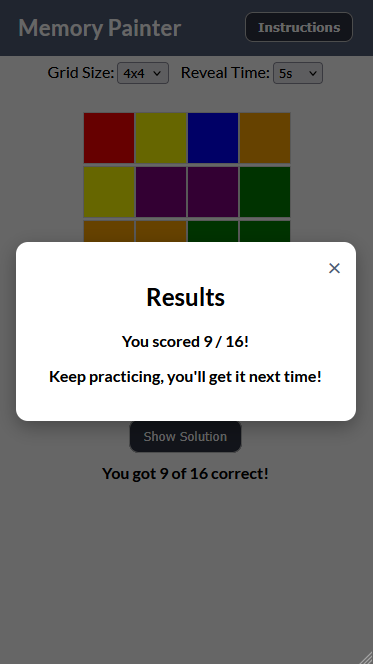 Memory Painter Instructions
Grid Size: 4x4 Reveal Time: 5s
×
Results
You scored 9 / 16!
Keep practicing, you'll get it next time!
Show Solution
You got 9 of 16 correct!